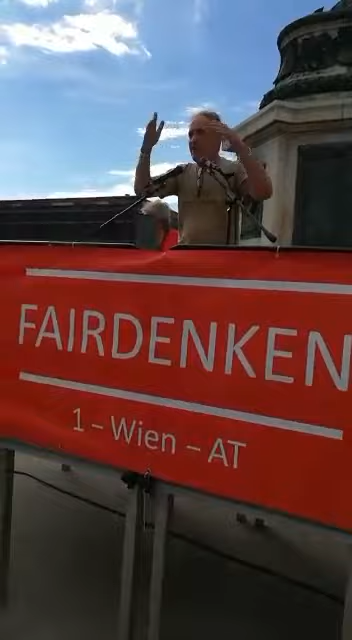 FAIRDENKEN
1 – Wien – AT